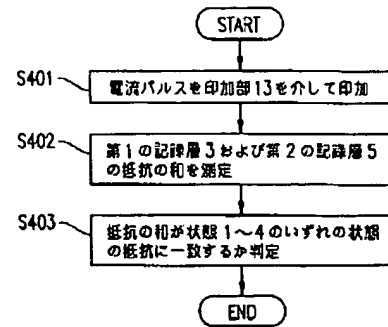 START
S401
電流パルスを印加部13を介して印加
S402
第1の記録層3および第2の記録層5
の抵抗の和を測定
S403
抵抗の和が状態1〜4のいずれの状態
の抵抗に一致するか判定
END